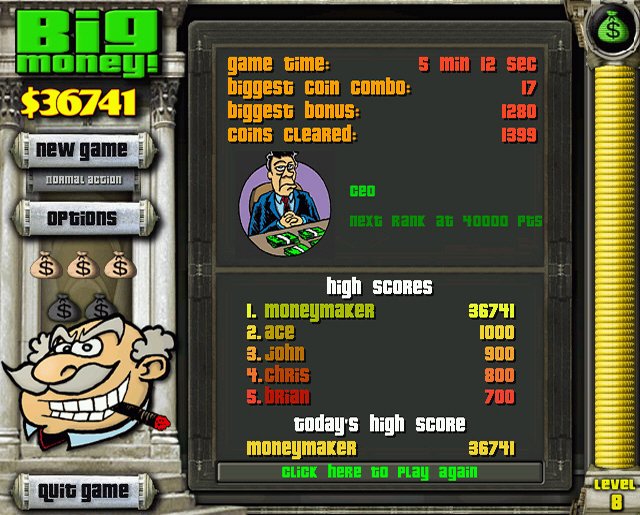 Big
money!
$36741
new game
normal action
options
quit game
game time: 5 min 12 sec
biggest coin combo: 17
biggest bonus: 1280
coins cleared: 1399
CEO
next rank at 40000 pts
high scores
1. moneymaker 36741
2. ace 1000
3. john 900
4. chris 800
5. brian 700
today's high score
moneymaker 36741
click here to play again
$
level
8